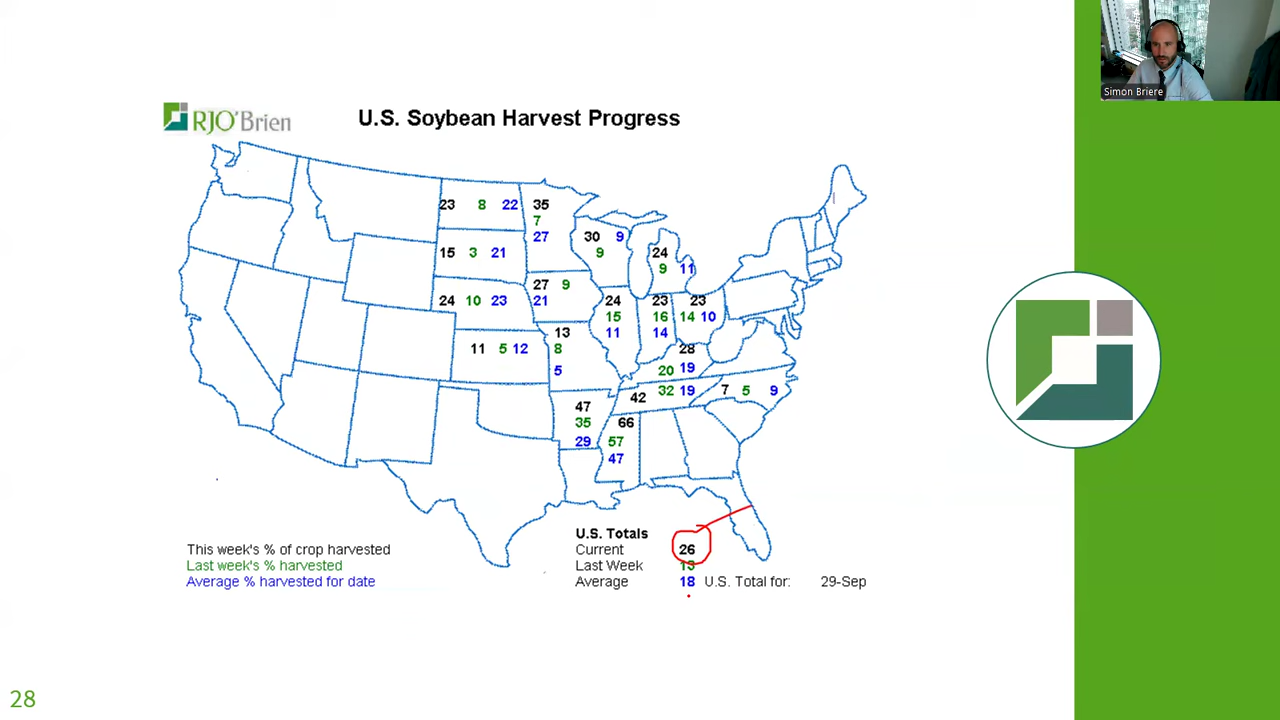 Simon Briere
RJO'Brien
U.S. Soybean Harvest Progress
23 8 22
35
7
27
30 9
9
24
9
11
15 3 21
27 9
21
24 10 23
24
15
11
23
16
14
23
14 10
13
8
5
11 5 12
28
20 19
42 32 19
7 5 9
47
35
29
66
57
47
U.S. Totals
Current 26
Last Week 13
Average 18 U.S. Total for: 29-Sep
This week's % of crop harvested
Last week's % harvested
Average % harvested for date
28